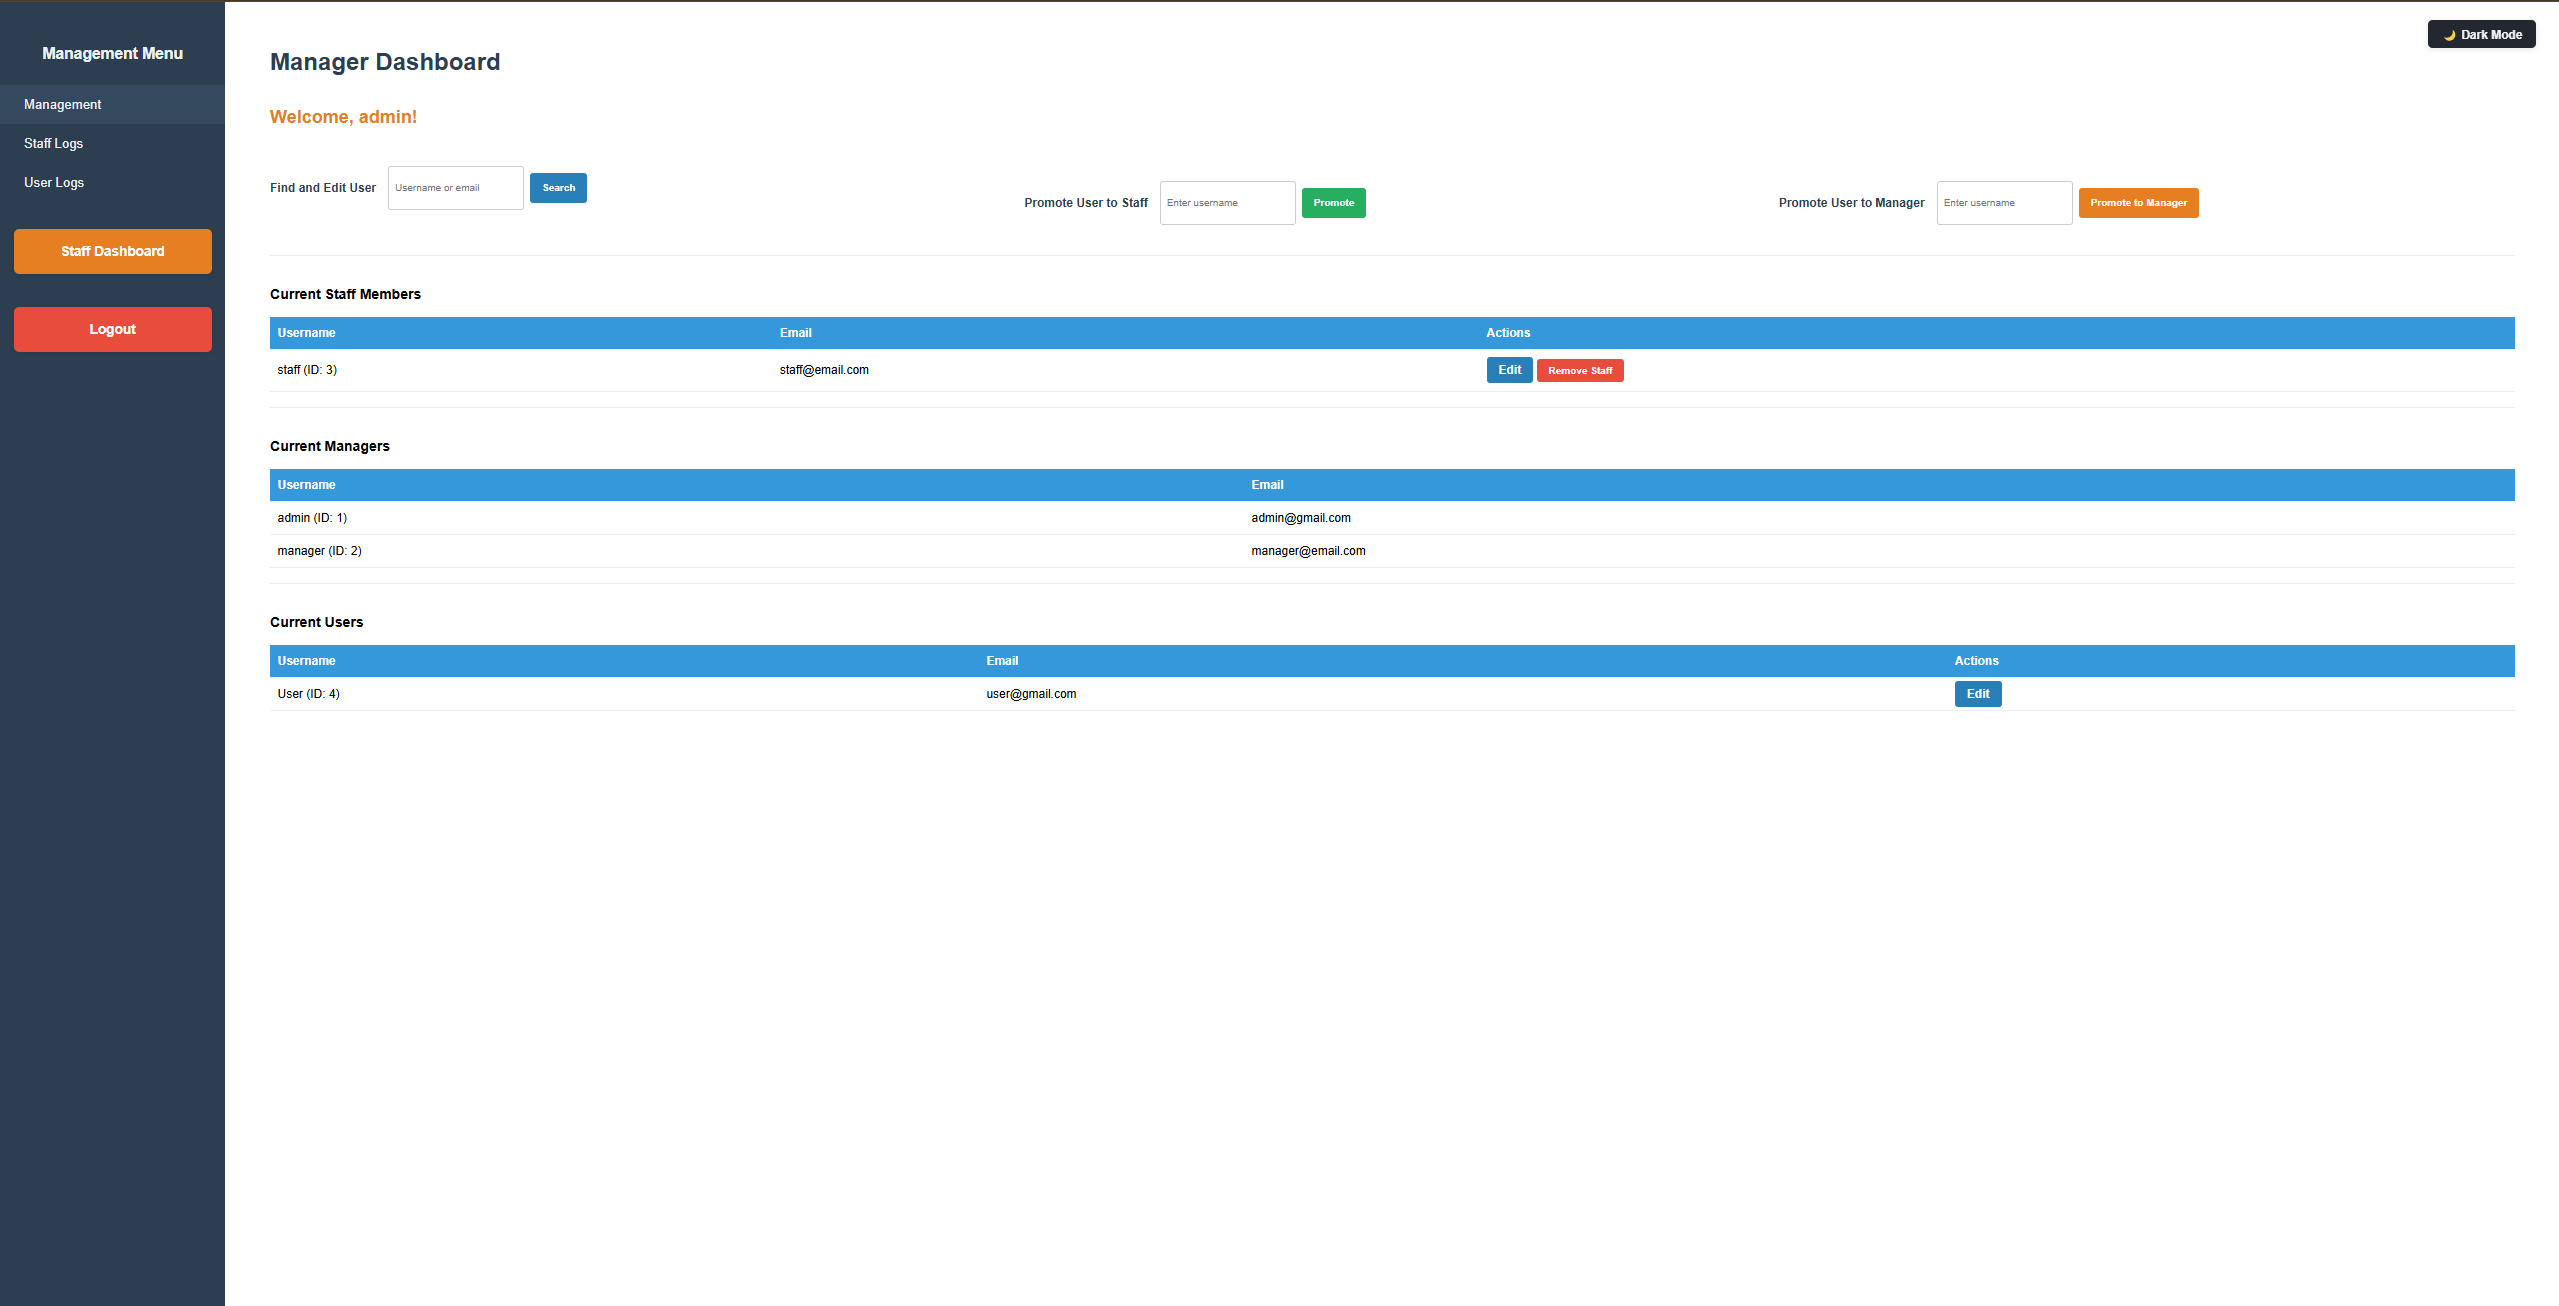 Management Menu
Management
Staff Logs
User Logs
Staff Dashboard
Logout
🌙 Dark Mode
Manager Dashboard
Welcome, admin!
Find and Edit User Username or email Search
Promote User to Staff Enter username Promote
Promote User to Manager Enter username Promote to Manager
Current Staff Members
Username Email Actions
staff (ID: 3) staff@email.com Edit Remove Staff
Current Managers
Username Email
admin (ID: 1) admin@gmail.com
manager (ID: 2) manager@email.com
Current Users
Username Email Actions
User (ID: 4) user@gmail.com Edit